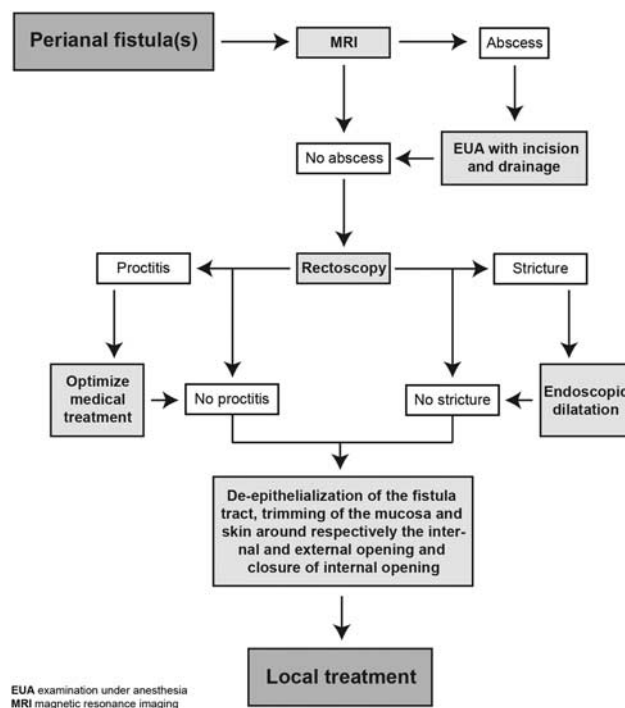 Perianal fistula(s)
MRI
Abscess
No abscess
EUA with incision
and drainage
Proctitis
Rectoscopy
Stricture
Optimize
medical
treatment
No proctitis
No stricture
Endoscopic
dilatation
De-epithelialization of the fistula
tract, trimming of the mucosa and
skin around respectively the inter-
nal and external opening and
closure of internal opening
Local treatment
EUA examination under anesthesia
MRI magnetic resonance imaging